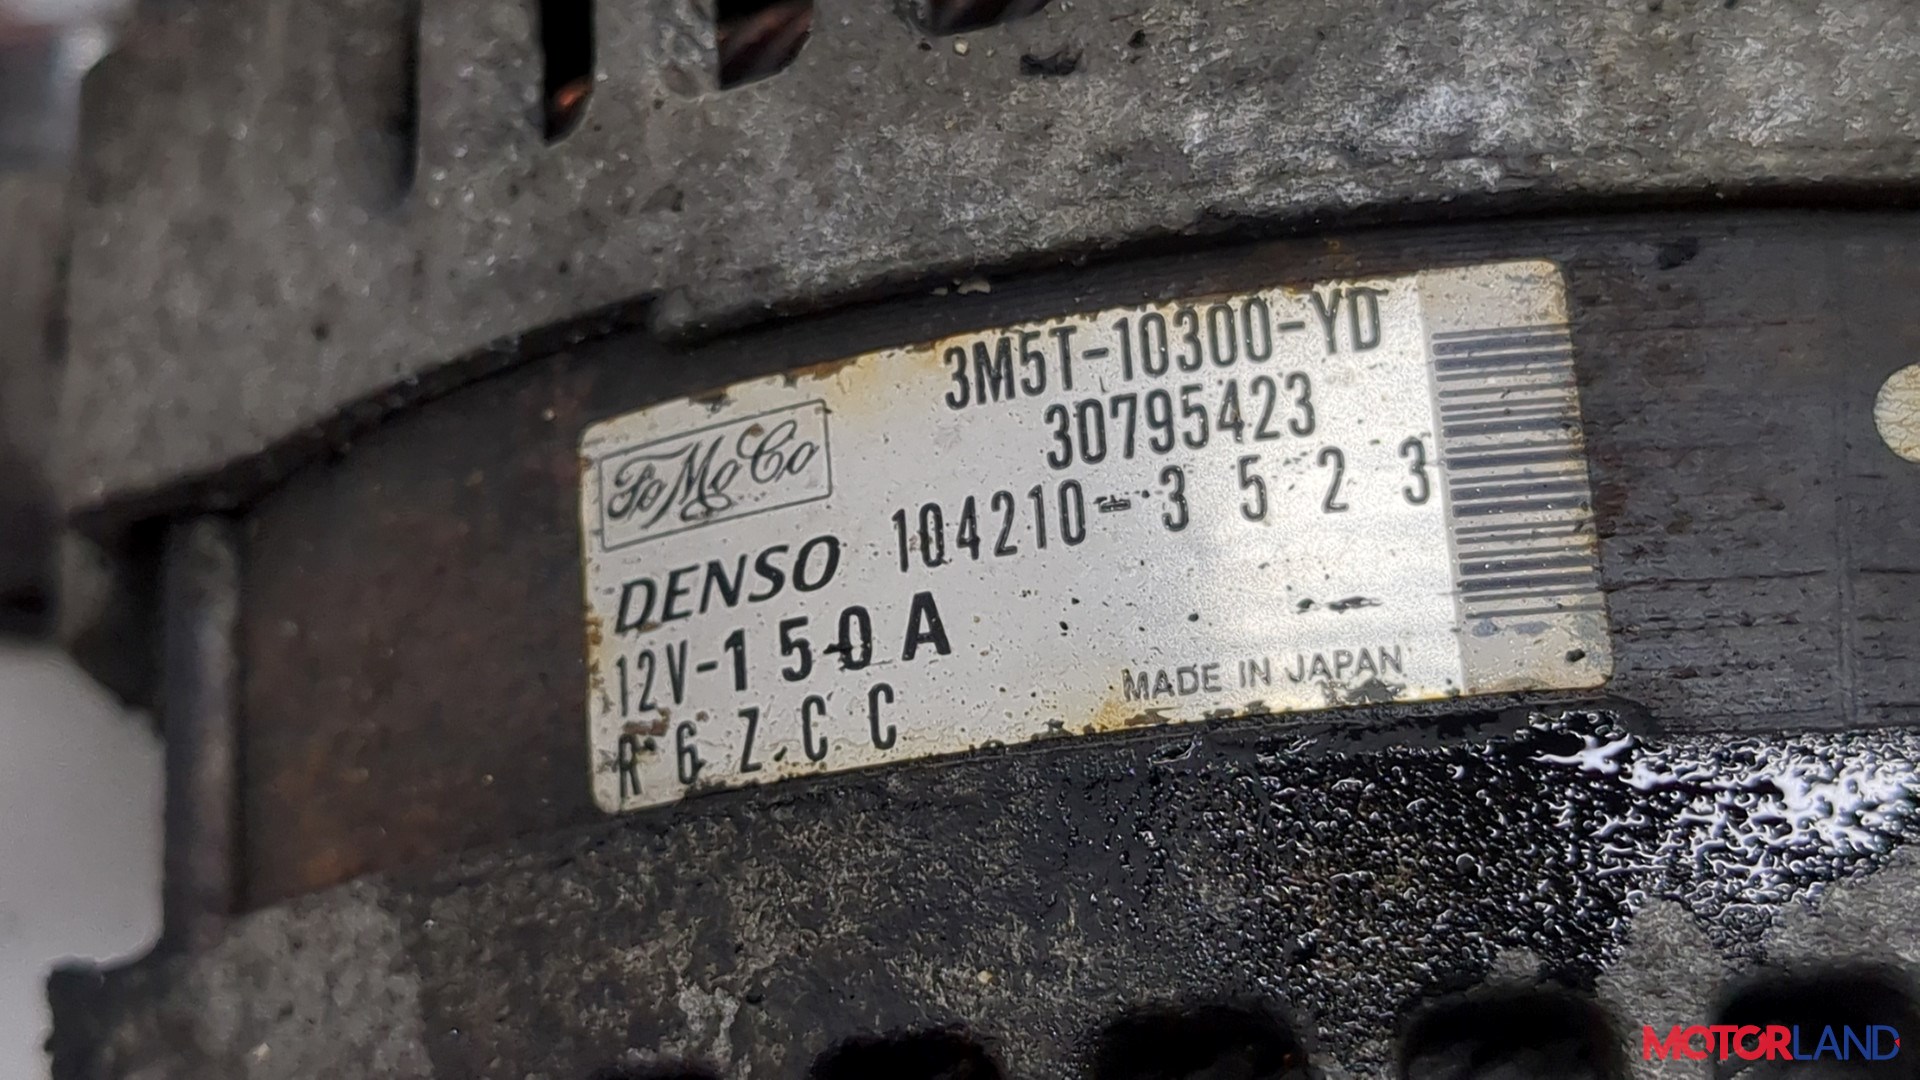 3M5T-10300-YD
30795423
FoMoCo
DENSO 104210-3523
12V-150A
R6ZCC
MADE IN JAPAN
MOTORLAND